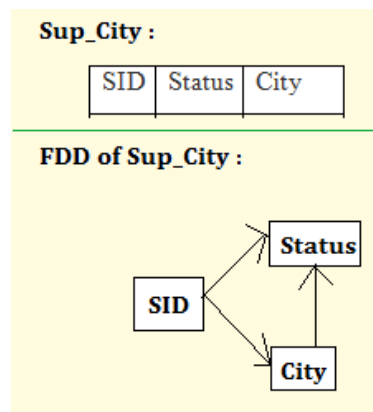 Sup_City :
SID Status City
FDD of Sup_City :
Status
SID
City